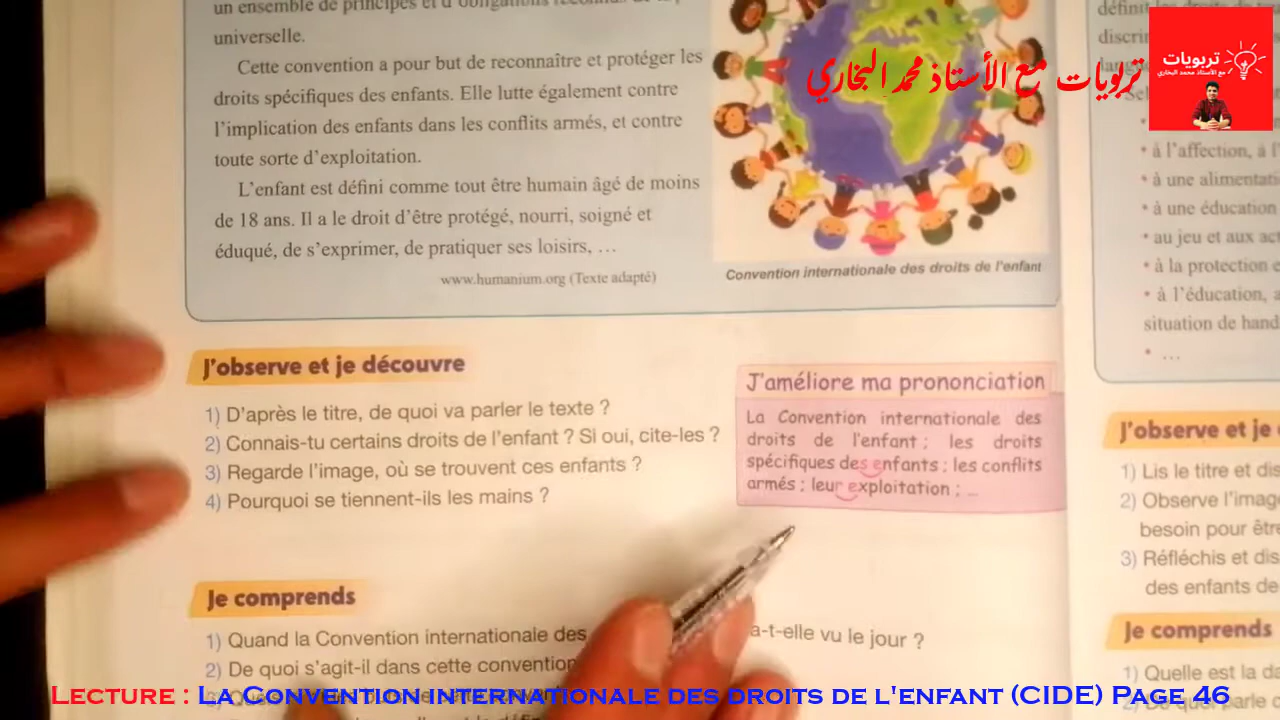 un ensemble de principes et d'obligations
universelle.
Cette convention a pour but de reconnaître et protéger les
droits spécifiques des enfants. Elle lutte également contre
l'implication des enfants dans les conflits armés, et contre
toute sorte d'exploitation.
L'enfant est défini comme tout être humain âgé de moins
de 18 ans. Il a le droit d'être protégé, nourri, soigné et
éduqué, de s'exprimer, de pratiquer ses loisirs, …
www.humanium.org (Texte adapté)
Convention internationale des droits de l'enfant
تربويات مع الأستاذ محمد البخاري
تربويات
مع الأستاذ محمد البخاري
J'observe et je découvre
1) D'après le titre, de quoi va parler le texte ?
2) Connais-tu certains droits de l'enfant ? Si oui, cite-les ?
3) Regarde l'image, où se trouvent ces enfants ?
4) Pourquoi se tiennent-ils les mains ?
J'améliore ma prononciation
La Convention internationale des
droits de l'enfant ; les droits
spécifiques des enfants ; les conflits
armés ; leur exploitation ; …
Je comprends
1) Quand la Convention internationale des
a-t-elle vu le jour ?
2) De quoi s'agit-il dans cette convention
• à l'affection, à l'
• à une alimentati
• à une éducation
• au jeu et aux act
• à la protection e
• à l'éducation, a
situation de hand
• …
J'observe et je
1) Lis le titre et dis
2) Observe l'imag
besoin pour être
3) Réfléchis et dis
des enfants de
Je comprends
1) Quelle est la da
Lecture : La Convention internationale des droits de l'enfant (CIDE) Page 46